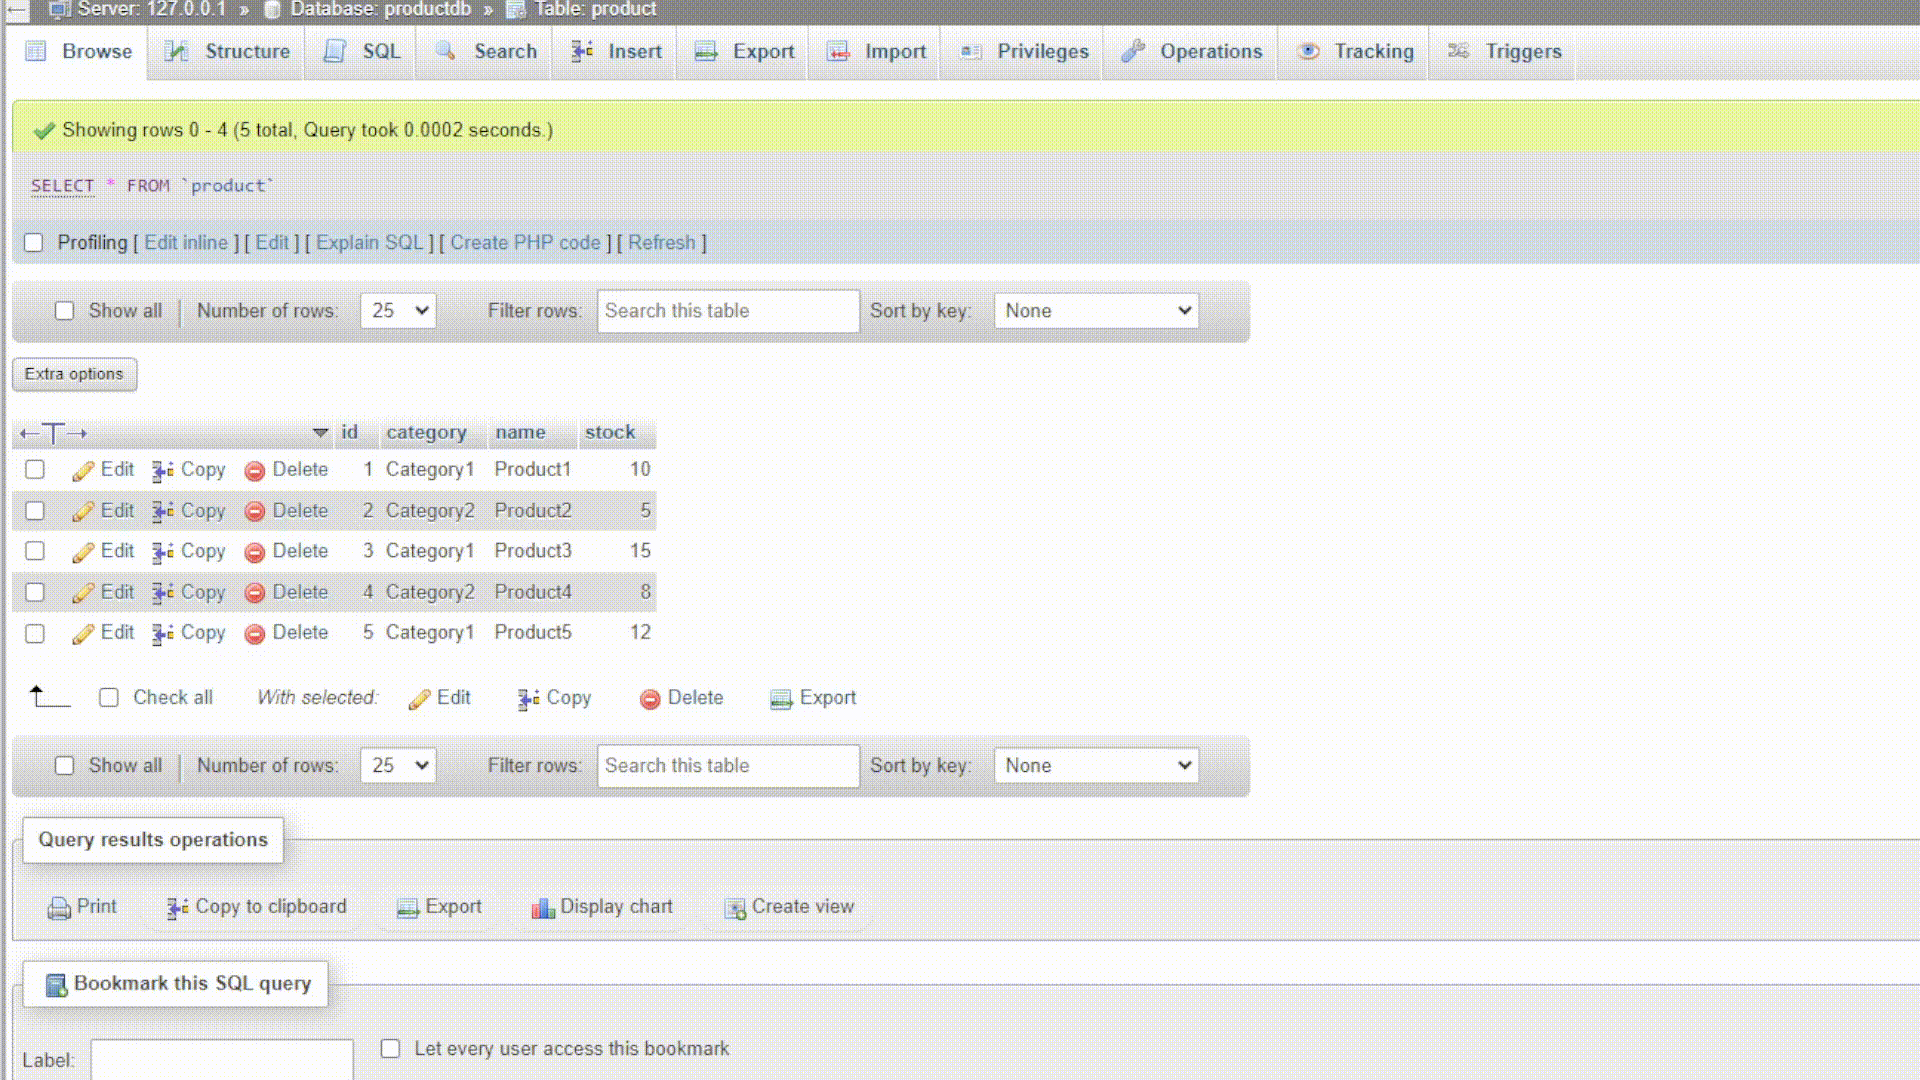 Server: 127.0.0.1 » Database: productdb » Table: product
Browse Structure SQL Search Insert Export Import Privileges Operations Tracking Triggers
Showing rows 0 - 4 (5 total, Query took 0.0002 seconds.)
SELECT * FROM `product`
Profiling [ Edit inline ] [ Edit ] [ Explain SQL ] [ Create PHP code ] [ Refresh ]
Show all | Number of rows: 25 Filter rows: Search this table Sort by key: None
Extra options
←T→ id category name stock
Edit Copy Delete 1 Category1 Product1 10
Edit Copy Delete 2 Category2 Product2 5
Edit Copy Delete 3 Category1 Product3 15
Edit Copy Delete 4 Category2 Product4 8
Edit Copy Delete 5 Category1 Product5 12
Check all With selected: Edit Copy Delete Export
Show all | Number of rows: 25 Filter rows: Search this table Sort by key: None
Query results operations
Print Copy to clipboard Export Display chart Create view
Bookmark this SQL query
Label: Let every user access this bookmark